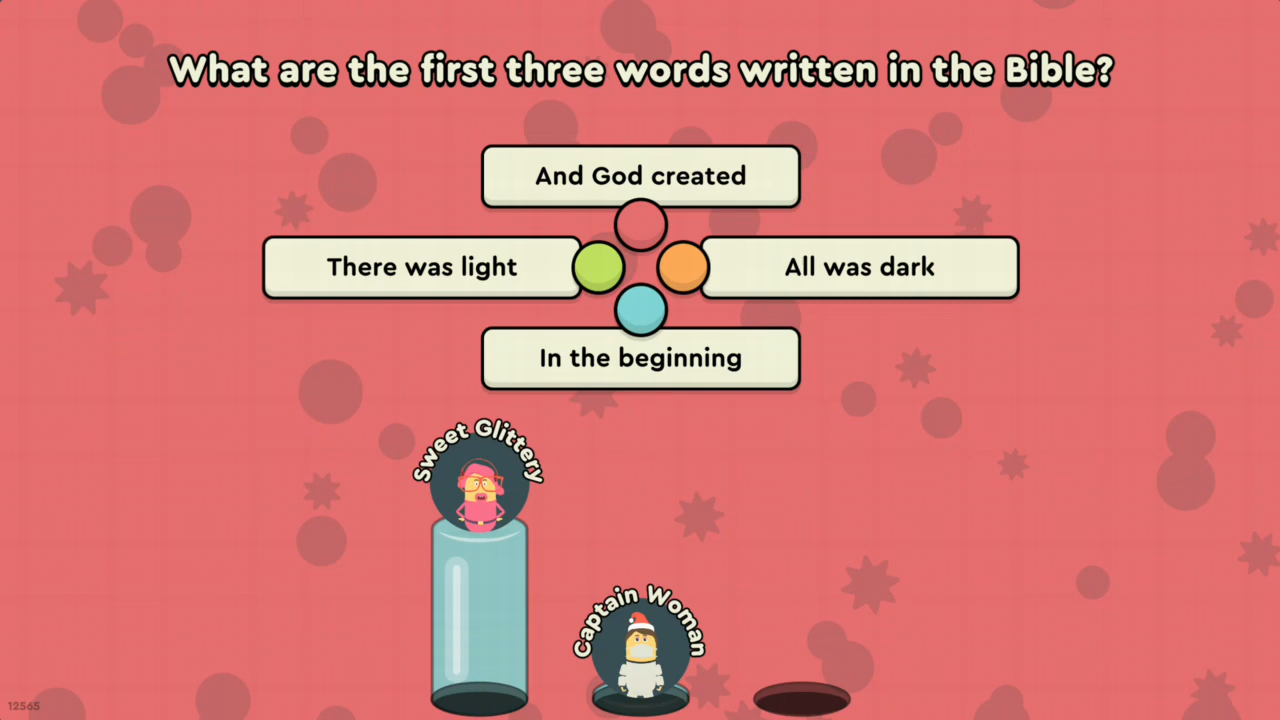 What are the first three words written in the Bible?
And God created
There was light
All was dark
In the beginning
Sweet Glittery
Captain Woman
12565